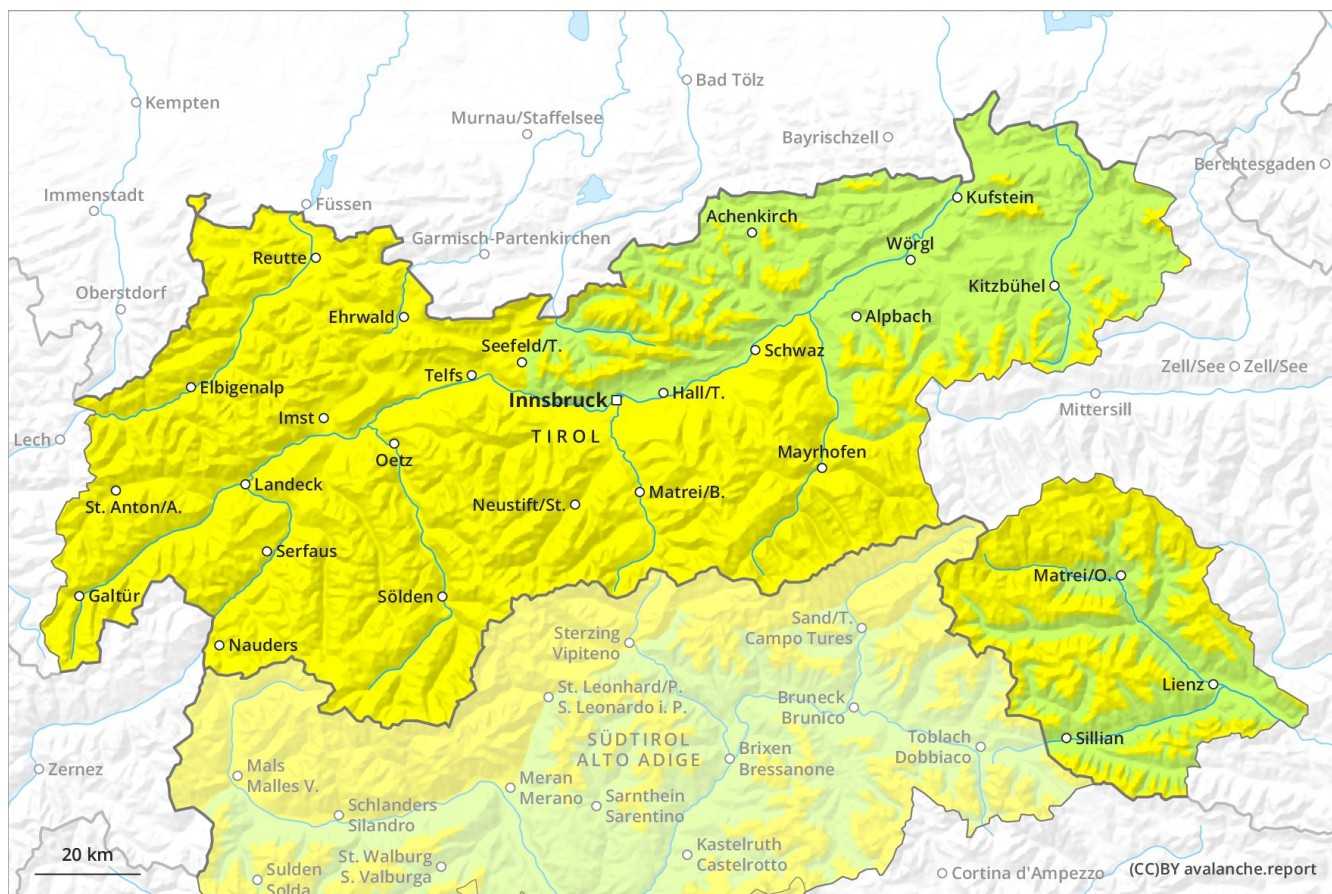 Kempten
Bad Tölz
Murnau/Staffelsee
Bayrischzell
Berchtesgaden
Immenstadt
Füssen
Kufstein
Achenkirch
Garmisch-Partenkirchen
Wörgl
Reutte
Kitzbühel
Oberstdorf
Ehrwald
Alpbach
Seefeld/T.
Schwaz
Telfs
Zell/See
Zell/See
Elbigenalp
Hall/T.
Innsbruck
Mittersill
Imst
TIROL
Lech
Oetz
Mayrhofen
Landeck
Matrei/B.
St. Anton/A.
Neustift/St.
Serfaus
Matrei/O.
Galtür
Sölden
Sand/T.
Campo Tures
Sterzing
Vipiteno
Nauders
Lienz
St. Leonhard/P.
S. Leonardo i. P.
Bruneck
Brunico
SÜDTIROL
ALTO ADIGE
Sillian
Toblach
Dobbiaco
Brixen
Bressanone
Zernez
Mals
Malles V.
Meran
Merano
Sarnthein
Sarentino
Schlanders
Silandro
Kastelruth
Castelrotto
20 km
St. Walburg
S. Valburga
Sulden
Solda
Cortina d'Ampezzo
(CC)BY avalanche.report